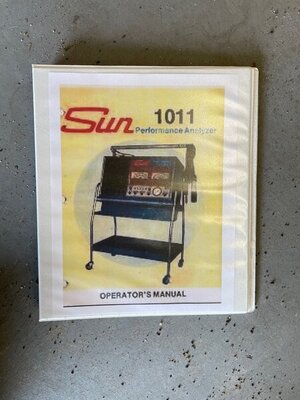 Sun 1011
Performance Analyzer
OPERATOR'S MANUAL